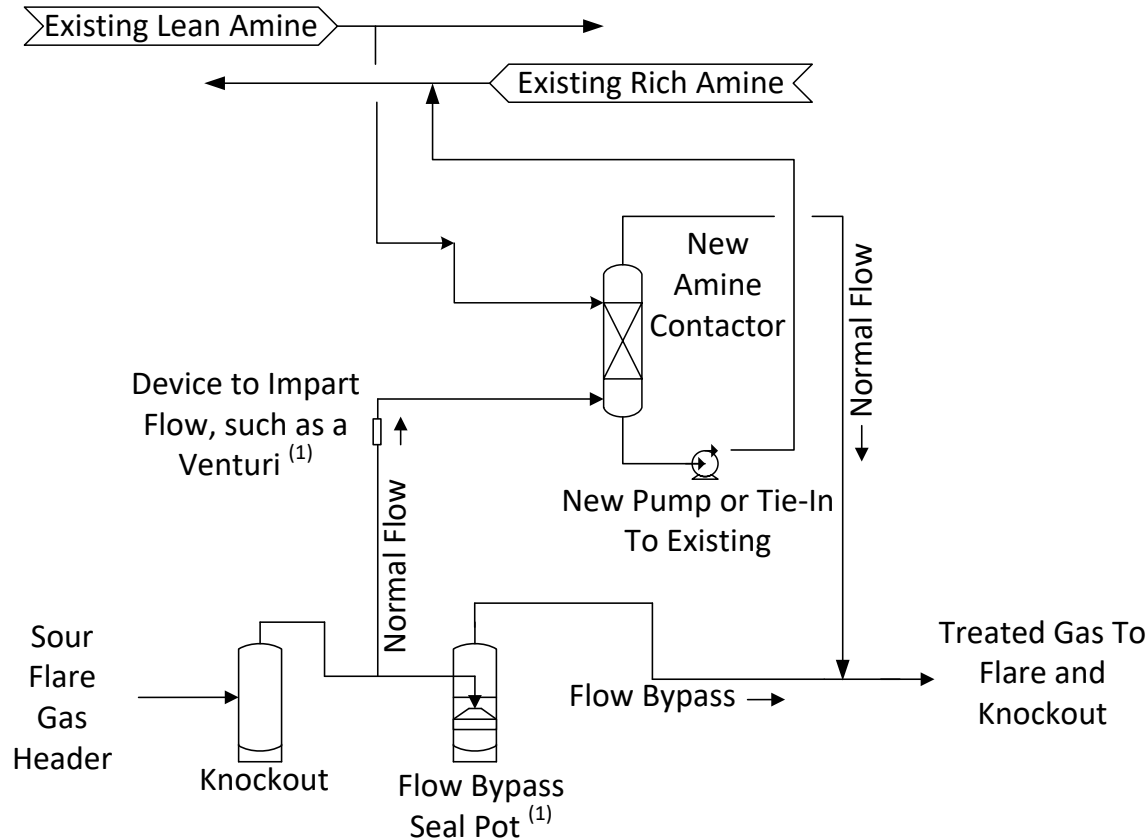 Existing Lean Amine
Existing Rich Amine
New
Amine
Contactor
Normal Flow
Device to Impart
Flow, such as a
Venturi (1)
New Pump or Tie-In
To Existing
Normal Flow
Sour
Flare
Gas
Header
Knockout
Flow Bypass
Seal Pot (1)
Flow Bypass
Treated Gas To
Flare and
Knockout